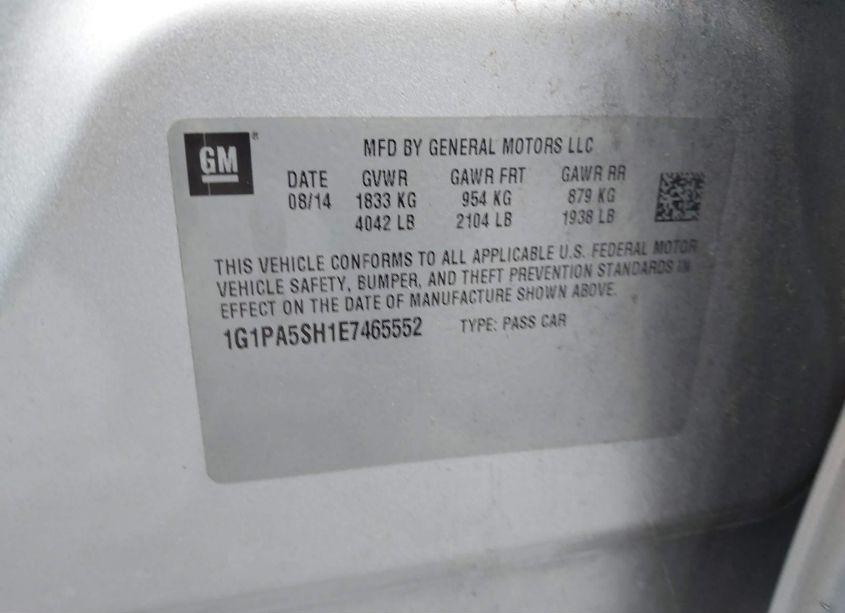 GM®
MFD BY GENERAL MOTORS LLC
DATE GVWR GAWR FRT GAWR RR
08/14 1833 KG 954 KG 879 KG
4042 LB 2104 LB 1938 LB
THIS VEHICLE CONFORMS TO ALL APPLICABLE U.S. FEDERAL MOTOR
VEHICLE SAFETY, BUMPER, AND THEFT PREVENTION STANDARDS IN
EFFECT ON THE DATE OF MANUFACTURE SHOWN ABOVE.
1G1PA5SH1E7465552 TYPE: PASS CAR